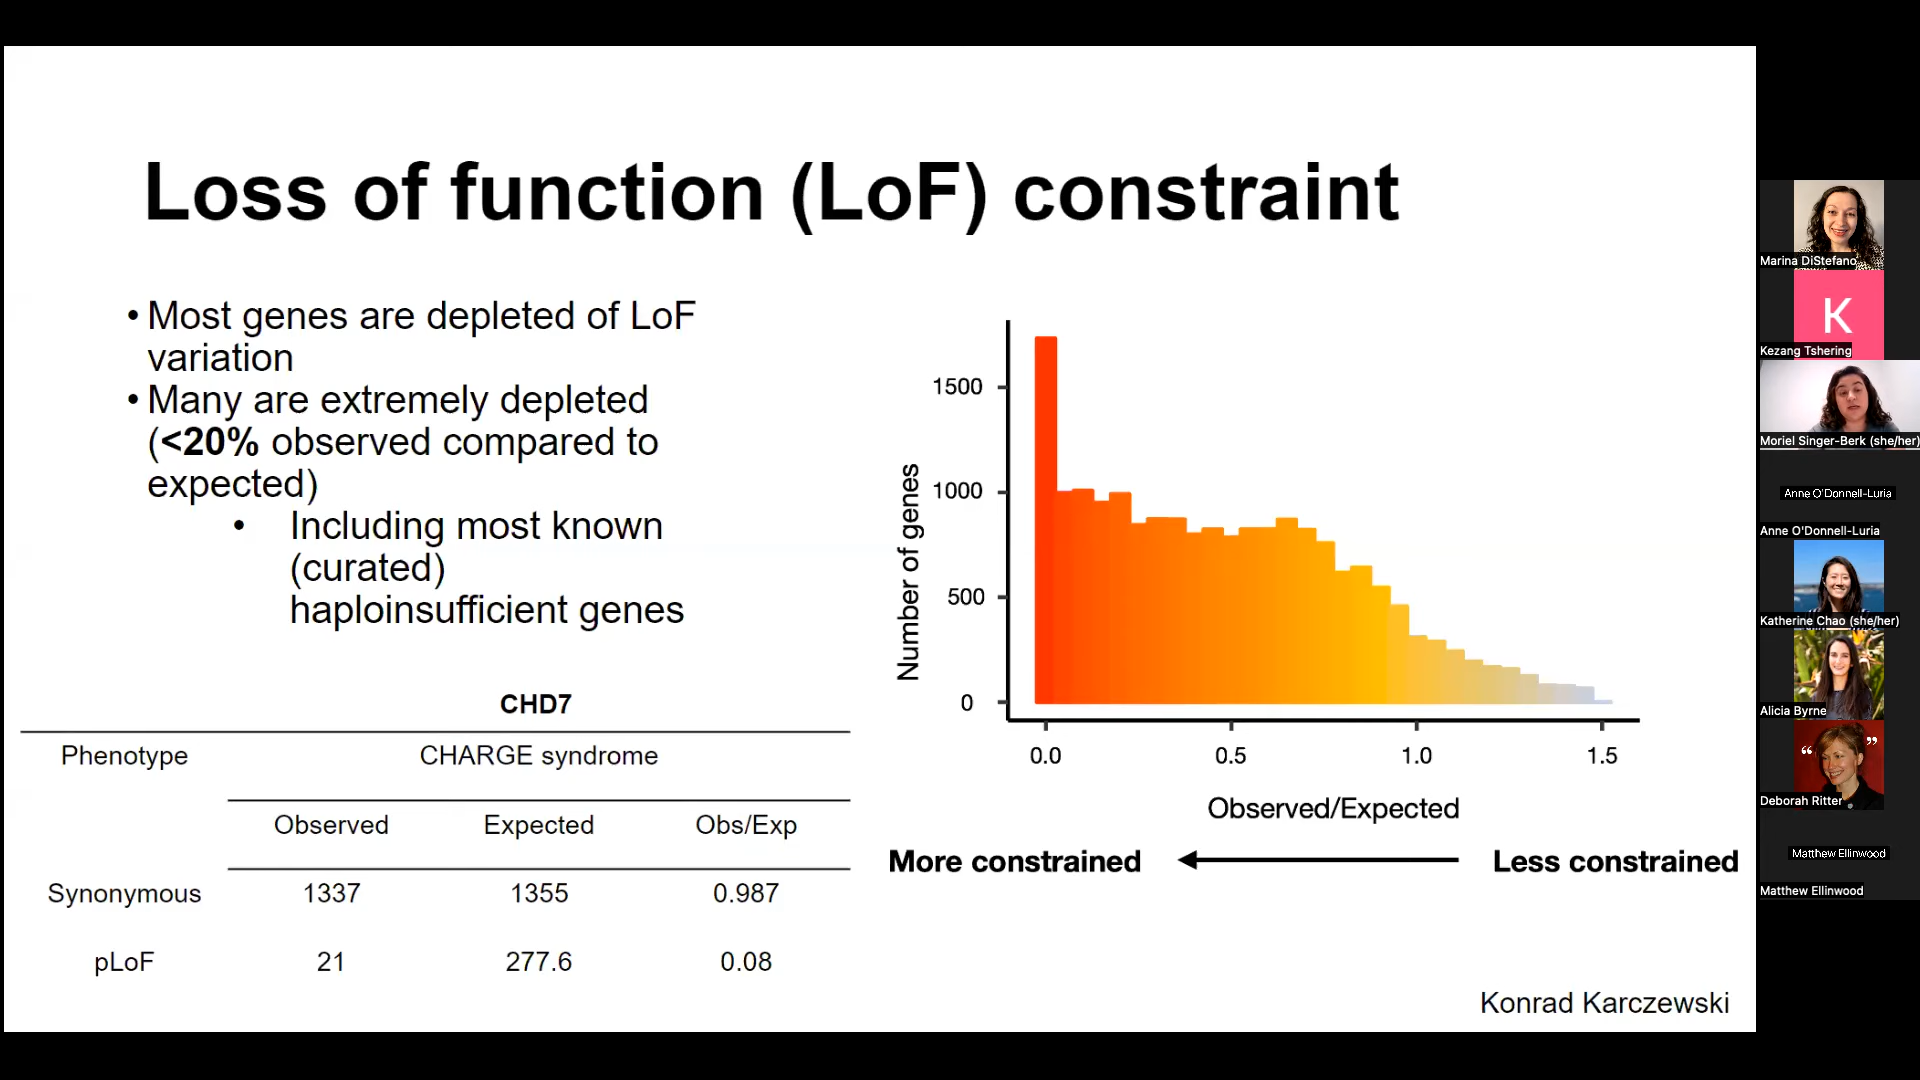 Loss of function (LoF) constraint
• Most genes are depleted of LoF
variation
• Many are extremely depleted
(<20% observed compared to
expected)
• Including most known
(curated)
haploinsufficient genes
CHD7
Phenotype CHARGE syndrome
Observed Expected Obs/Exp
Synonymous 1337 1355 0.987
pLoF 21 277.6 0.08
Number of genes
1500
1000
500
0
0.0 0.5 1.0 1.5
Observed/Expected
More constrained Less constrained
Konrad Karczewski
Marina DiStefano
K
Kezang Tshering
Moriel Singer-Berk (she/her)
Anne O'Donnell-Luria
Anne O'Donnell-Luria
Katherine Chao (she/her)
Alicia Byrne
“ ”
Deborah Ritter
Matthew Ellinwood
Matthew Ellinwood